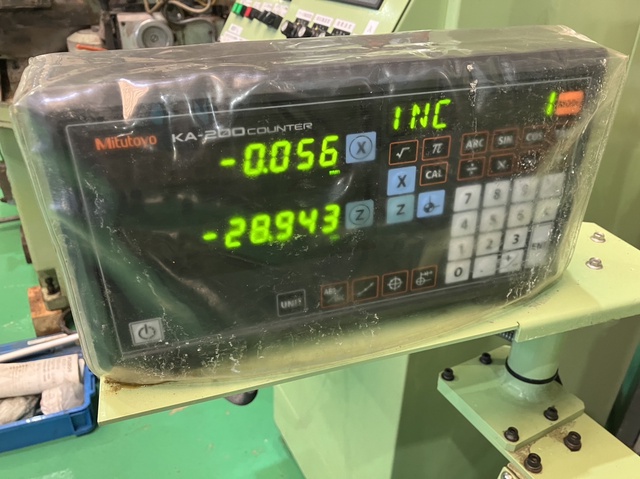 Mitutoyo KA-200 COUNTER
INC 1
-0.056 X
-28.943 Z
√ π ARC SIN COS
X CAL ÷ ×
Z
7 8 9
4 5 6
1 2 3
0 .
UNIT